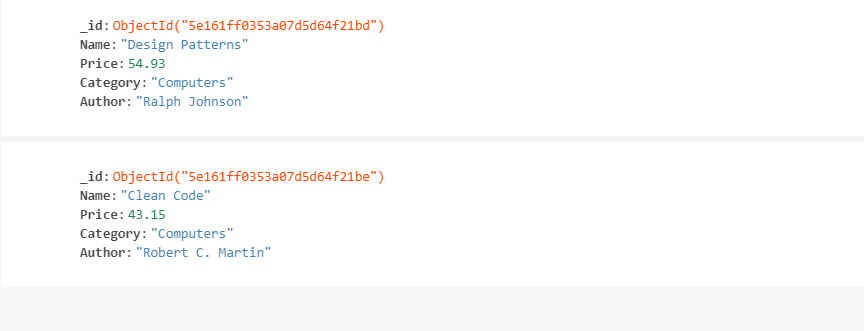 _id: ObjectId("5e161ff0353a07d5d64f21bd")
Name: "Design Patterns"
Price: 54.93
Category: "Computers"
Author: "Ralph Johnson"
_id: ObjectId("5e161ff0353a07d5d64f21be")
Name: "Clean Code"
Price: 43.15
Category: "Computers"
Author: "Robert C. Martin"